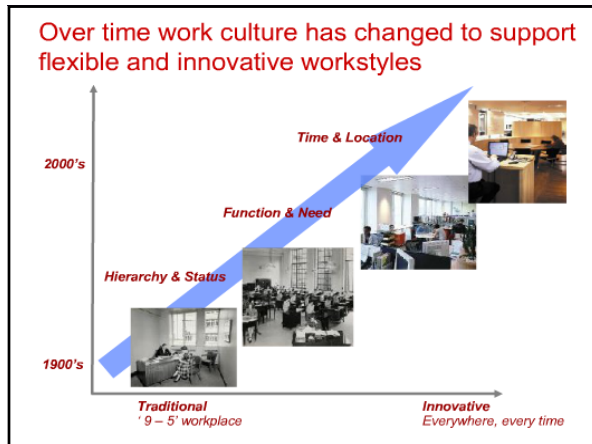 Over time work culture has changed to support
flexible and innovative workstyles
Time & Location
2000's
Function & Need
Hierarchy & Status
1900's
Traditional
' 9 – 5' workplace
Innovative
Everywhere, every time